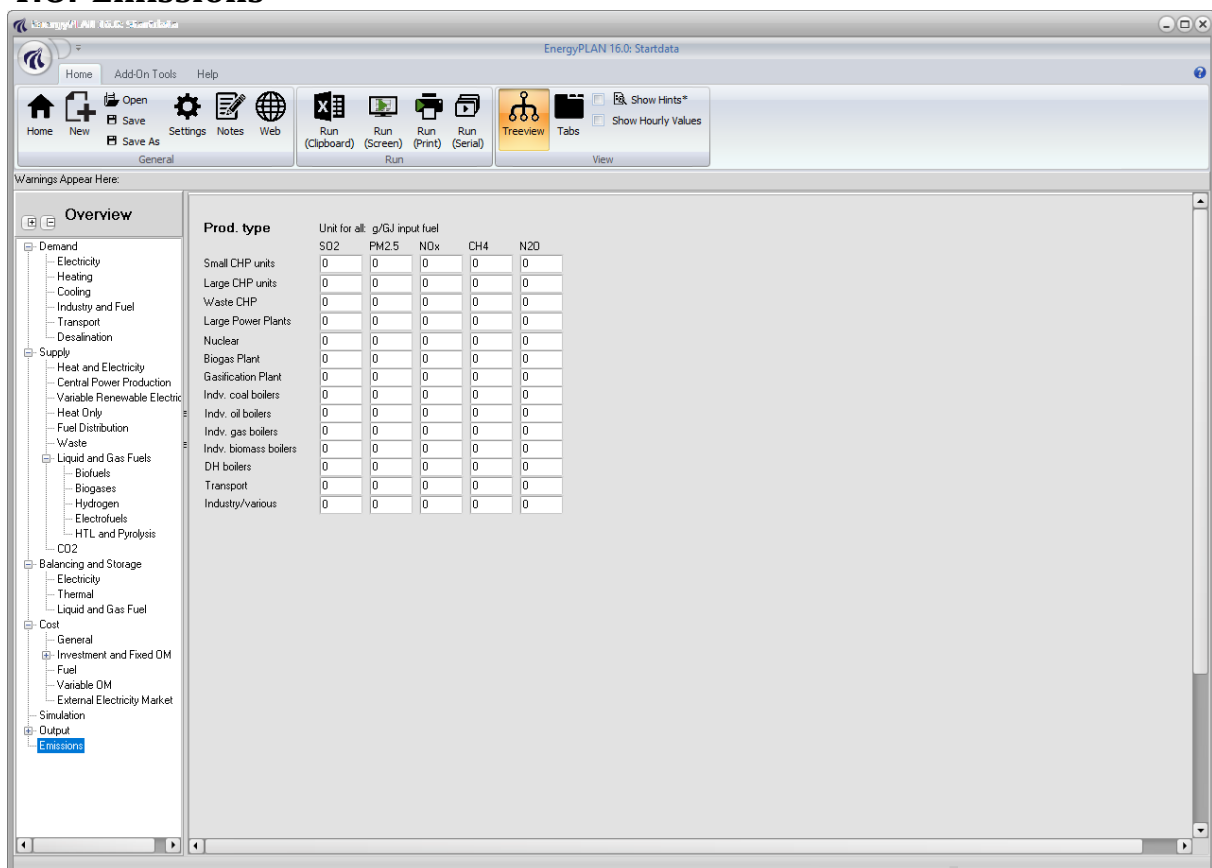 EnergyPLAN 16.0: Startdata
Home Add-On Tools Help
Home New Open Save Save As Settings Notes Web Run (Clipboard) Run (Screen) Run (Print) Run (Serial) Treeview Tabs Show Hints* Show Hourly Values
General Run View
Warnings Appear Here:
Overview
Demand
Electricity
Heating
Cooling
Industry and Fuel
Transport
Desalination
Supply
Heat and Electricity
Central Power Production
Variable Renewable Electric
Heat Only
Fuel Distribution
Waste
Liquid and Gas Fuels
Biofuels
Biogases
Hydrogen
Electrofuels
HTL and Pyrolysis
CO2
Balancing and Storage
Electricity
Thermal
Liquid and Gas Fuel
Cost
General
Investment and Fixed OM
Fuel
Variable OM
External Electricity Market
Simulation
Output
Emissions
Prod. type Unit for all: g/GJ input fuel
SO2 PM2.5 NOx CH4 N2O
Small CHP units 0 0 0 0 0
Large CHP units 0 0 0 0 0
Waste CHP 0 0 0 0 0
Large Power Plants 0 0 0 0 0
Nuclear 0 0 0 0 0
Biogas Plant 0 0 0 0 0
Gasification Plant 0 0 0 0 0
Indv. coal boilers 0 0 0 0 0
Indv. oil boilers 0 0 0 0 0
Indv. gas boilers 0 0 0 0 0
Indv. biomass boilers 0 0 0 0 0
DH boilers 0 0 0 0 0
Transport 0 0 0 0 0
Industry/various 0 0 0 0 0